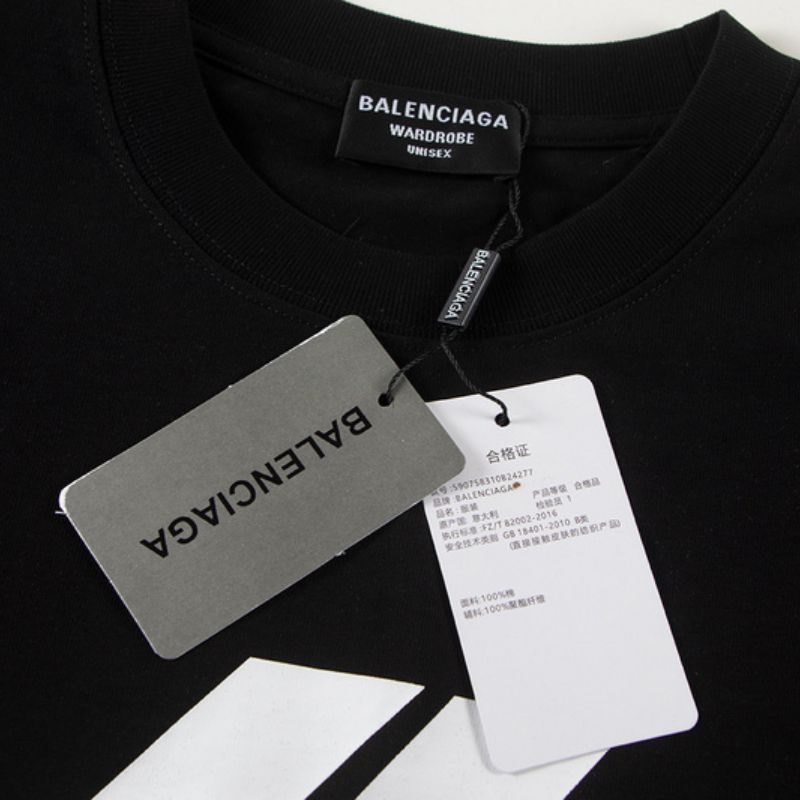 BALENCIAGA
WARDROBE
UNISEX
BALENCIAGA
BALENCIAGA
合格证
号:590758310B24277
品牌:BALENCIAGA 产品等级 合格品
品名:服装 检验员 1
原产国: 意大利
执行标准:FZ/T 82002-2016
安全技术类别 GB 18401-2010 B类
(直接接触皮肤的纺织产品)
面料:100%棉
辅料:100%聚酯纤维